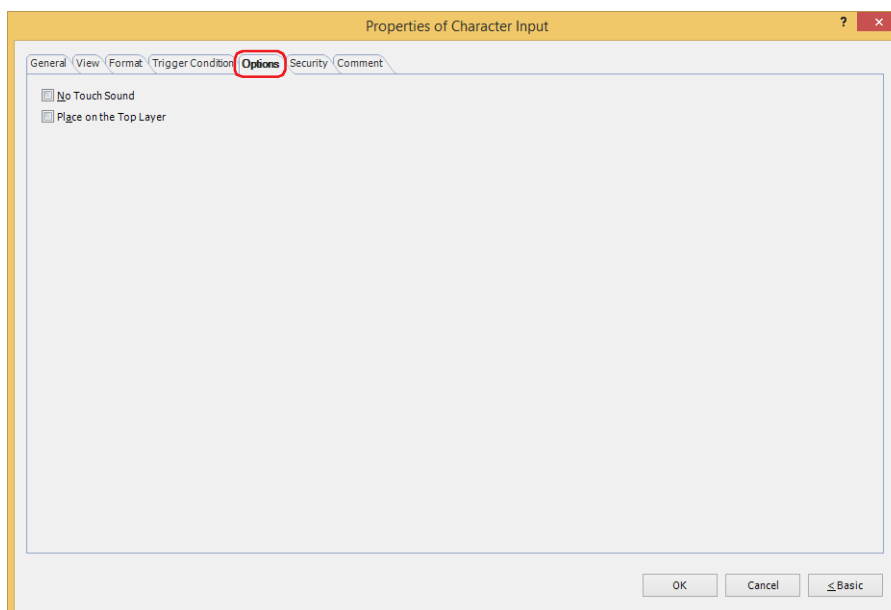 Properties of Character Input ? ×
General View Format Trigger Condition Options Security Comment
No Touch Sound
Place on the Top Layer
OK Cancel < Basic